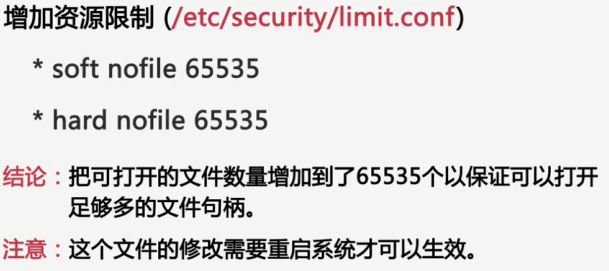 增加资源限制 (/etc/security/limit.conf)
* soft nofile 65535
* hard nofile 65535
结论：把可打开的文件数量增加到了65535个以保证可以打开
足够多的文件句柄。
注意：这个文件的修改需要重启系统才可以生效。